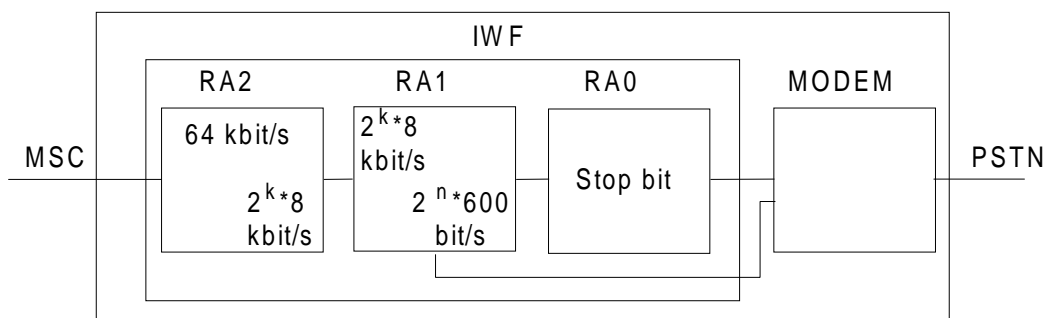 IWF
RA2
RA1
RA0
MODEM
MSC
64 kbit/s
2^k*8
kbit/s
2^k*8
kbit/s
2^n*600
bit/s
Stop bit
PSTN